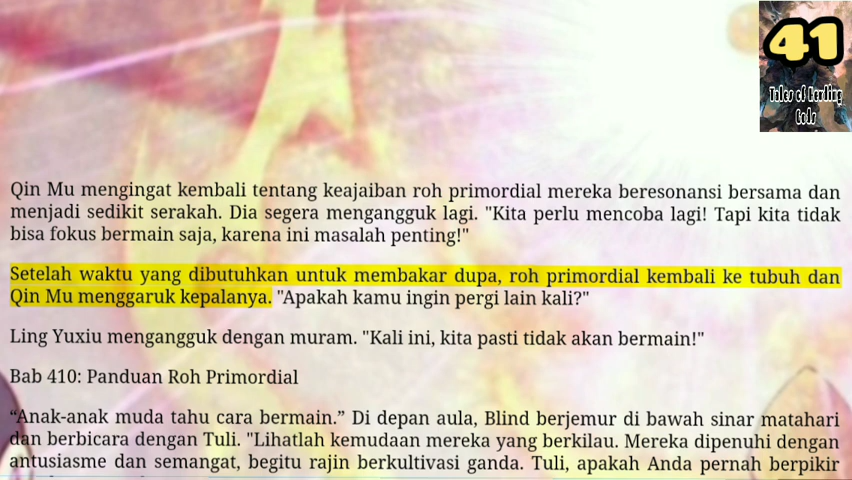 41
Tales of Herding
Gods
Qin Mu mengingat kembali tentang keajaiban roh primordial mereka beresonansi bersama dan
menjadi sedikit serakah. Dia segera mengangguk lagi. "Kita perlu mencoba lagi! Tapi kita tidak
bisa fokus bermain saja, karena ini masalah penting!"
Setelah waktu yang dibutuhkan untuk membakar dupa, roh primordial kembali ke tubuh dan
Qin Mu menggaruk kepalanya. "Apakah kamu ingin pergi lain kali?"
Ling Yuxiu mengangguk dengan muram. "Kali ini, kita pasti tidak akan bermain!"
Bab 410: Panduan Roh Primordial
“Anak-anak muda tahu cara bermain.” Di depan aula, Blind berjemur di bawah sinar matahari
dan berbicara dengan Tuli. "Lihatlah kemudaan mereka yang berkilau. Mereka dipenuhi dengan
antusiasme dan semangat, begitu rajin berkultivasi ganda. Tuli, apakah Anda pernah berpikir